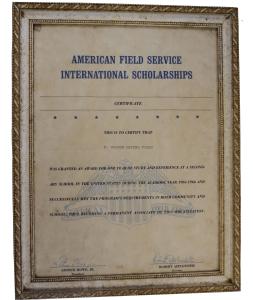 AMERICAN FIELD SERVICE
INTERNATIONAL SCHOLARSHIPS
CERTIFICATE
THIS IS TO CERTIFY THAT
WAS GRANTED AN AWARD FOR ONE YEAR OF STUDY AND EXPERIENCE AT A SECOND-
ARY SCHOOL IN THE UNITED STATES DURING THE ACADEMIC YEAR
SUCCESSFULLY MET THE PROGRAM'S REQUIREMENTS IN BOTH COMMUNITY AND
SCHOOL, THUS BECOMING A PERMANENT ASSOCIATE OF THIS ORGANIZATION.